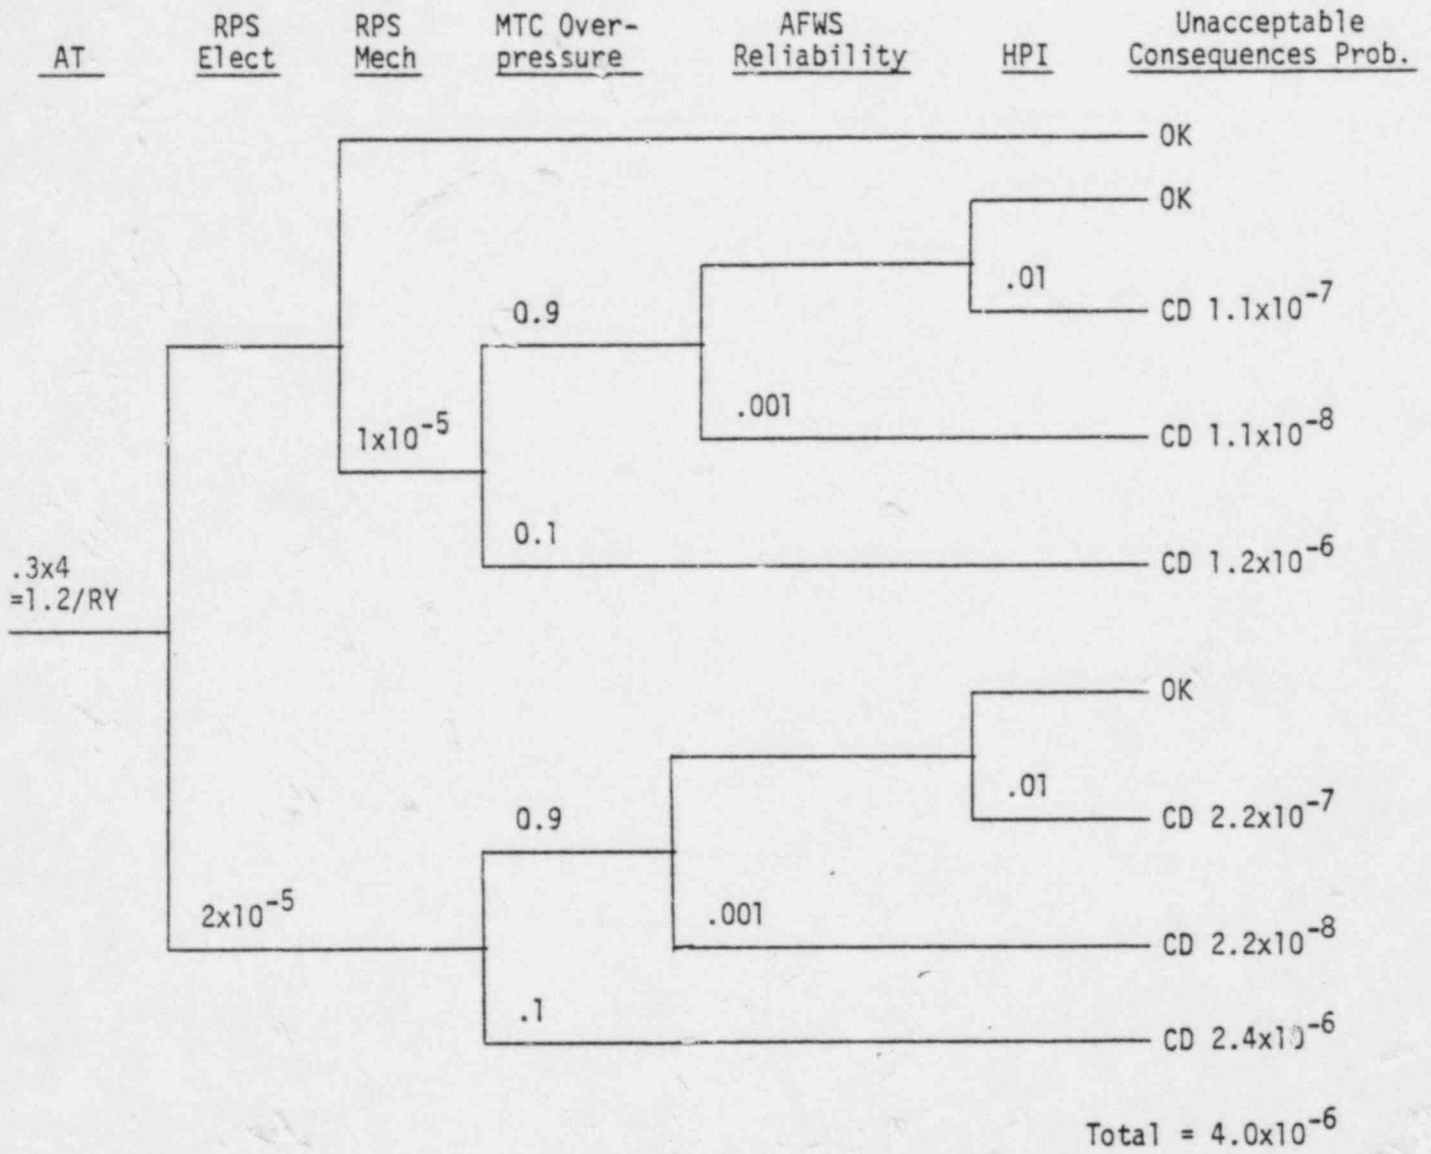 AT
RPS
Elect
RPS
Mech
MTC Over-
pressure
AFWS
Reliability
HPI
Unacceptable
Consequences Prob.
OK
OK
.01
CD 1.1x10⁻⁷
0.9
.001
CD 1.1x10⁻⁸
1x10⁻⁵
0.1
CD 1.2x10⁻⁶
.3x4
=1.2/RY
OK
.01
CD 2.2x10⁻⁷
0.9
.001
CD 2.2x10⁻⁸
2x10⁻⁵
.1
CD 2.4x10⁻⁶
Total = 4.0x10⁻⁶